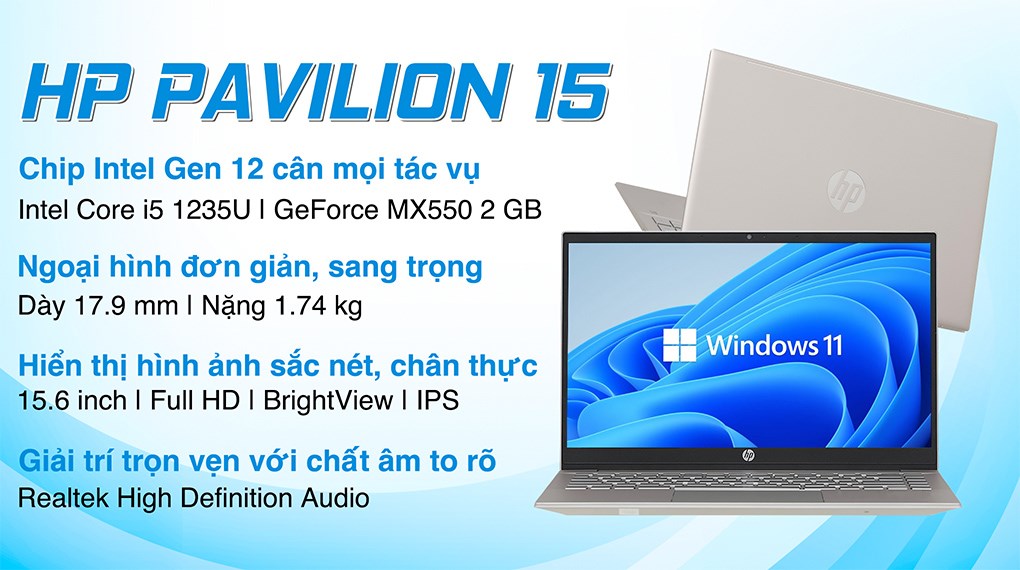 HP PAVILION 15
Chip Intel Gen 12 cân mọi tác vụ
Intel Core i5 1235U | GeForce MX550 2 GB
Ngoại hình đơn giản, sang trọng
Dày 17.9 mm | Nặng 1.74 kg
Hiển thị hình ảnh sắc nét, chân thực
15.6 inch | Full HD | BrightView | IPS
Giải trí trọn vẹn với chất âm to rõ
Realtek High Definition Audio
hp
Windows 11
hp